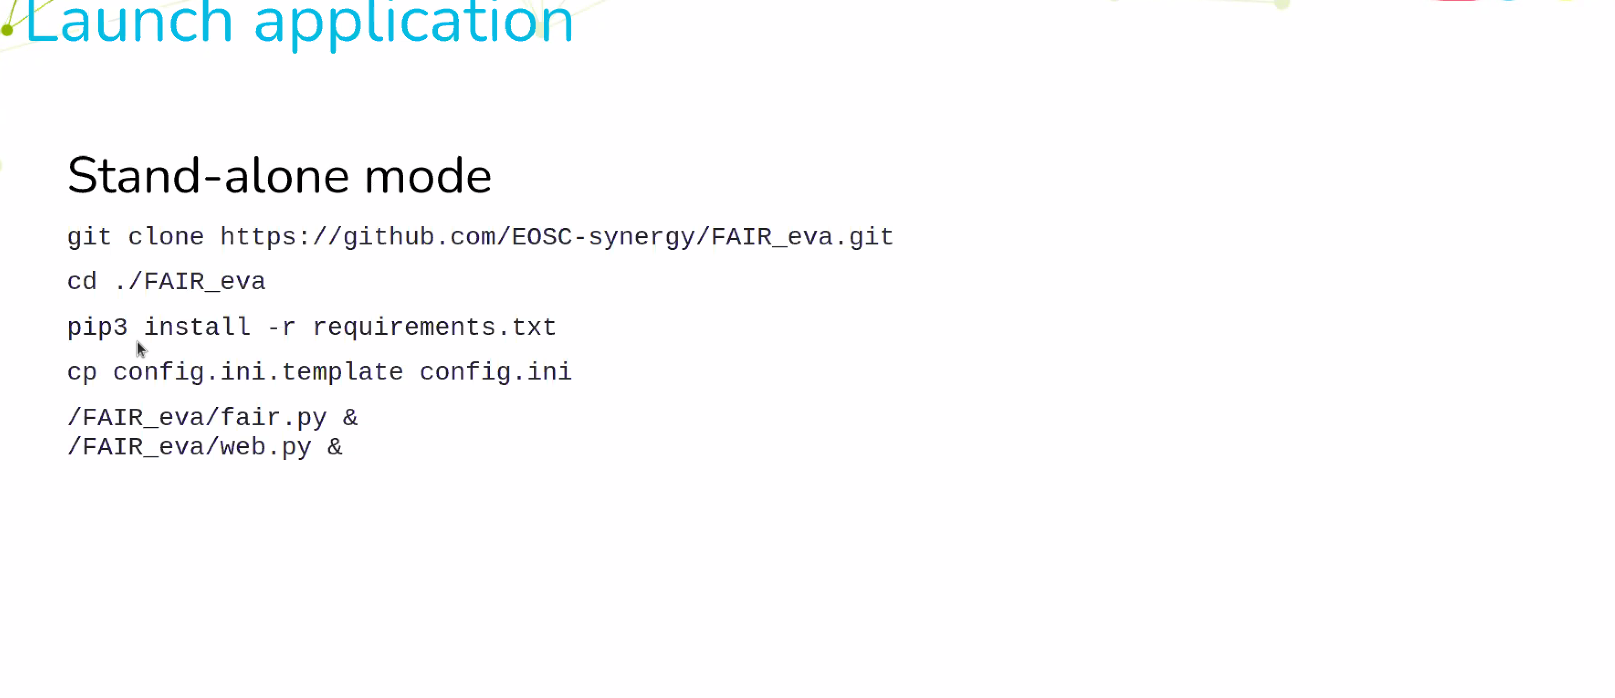 Launch application
Stand-alone mode
git clone https://github.com/EOSC-synergy/FAIR_eva.git
cd ./FAIR_eva
pip3 install -r requirements.txt
cp config.ini.template config.ini
/FAIR_eva/fair.py &
/FAIR_eva/web.py &